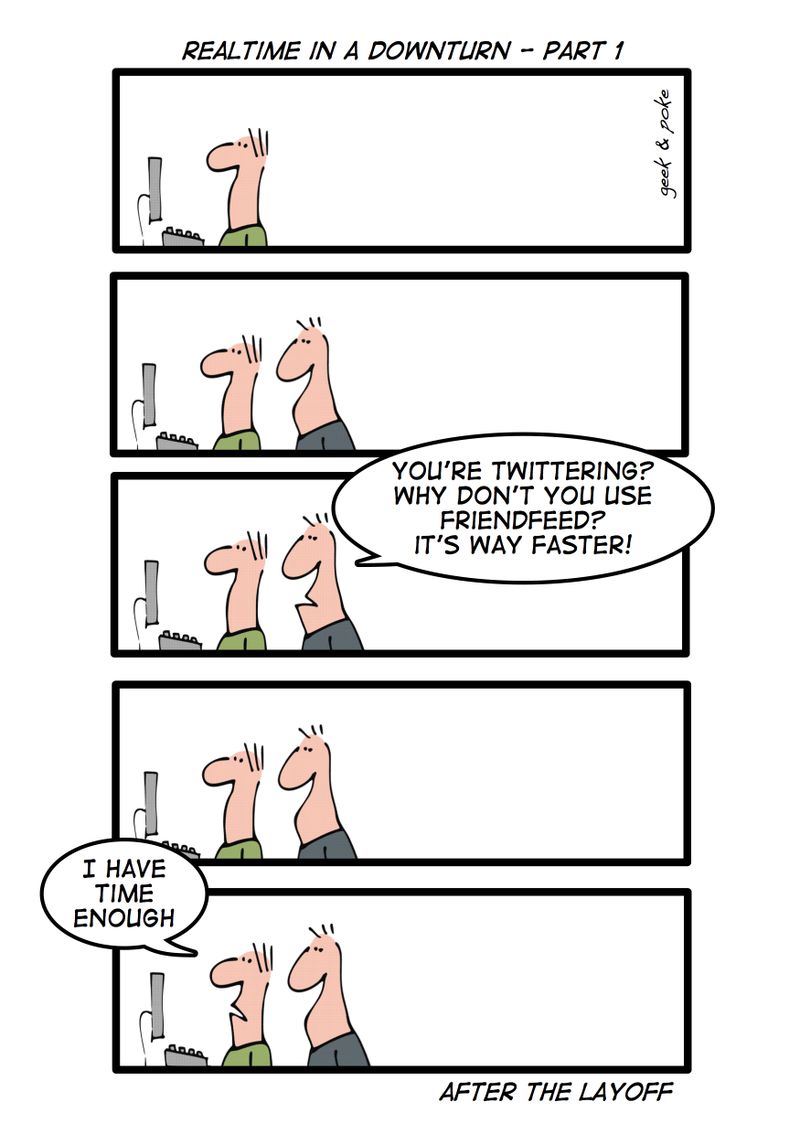 REALTIME IN A DOWNTURN – PART 1
geek & poke
YOU'RE TWITTERING?
WHY DON'T YOU USE
FRIENDFEED?
IT'S WAY FASTER!
I HAVE
TIME
ENOUGH
AFTER THE LAYOFF